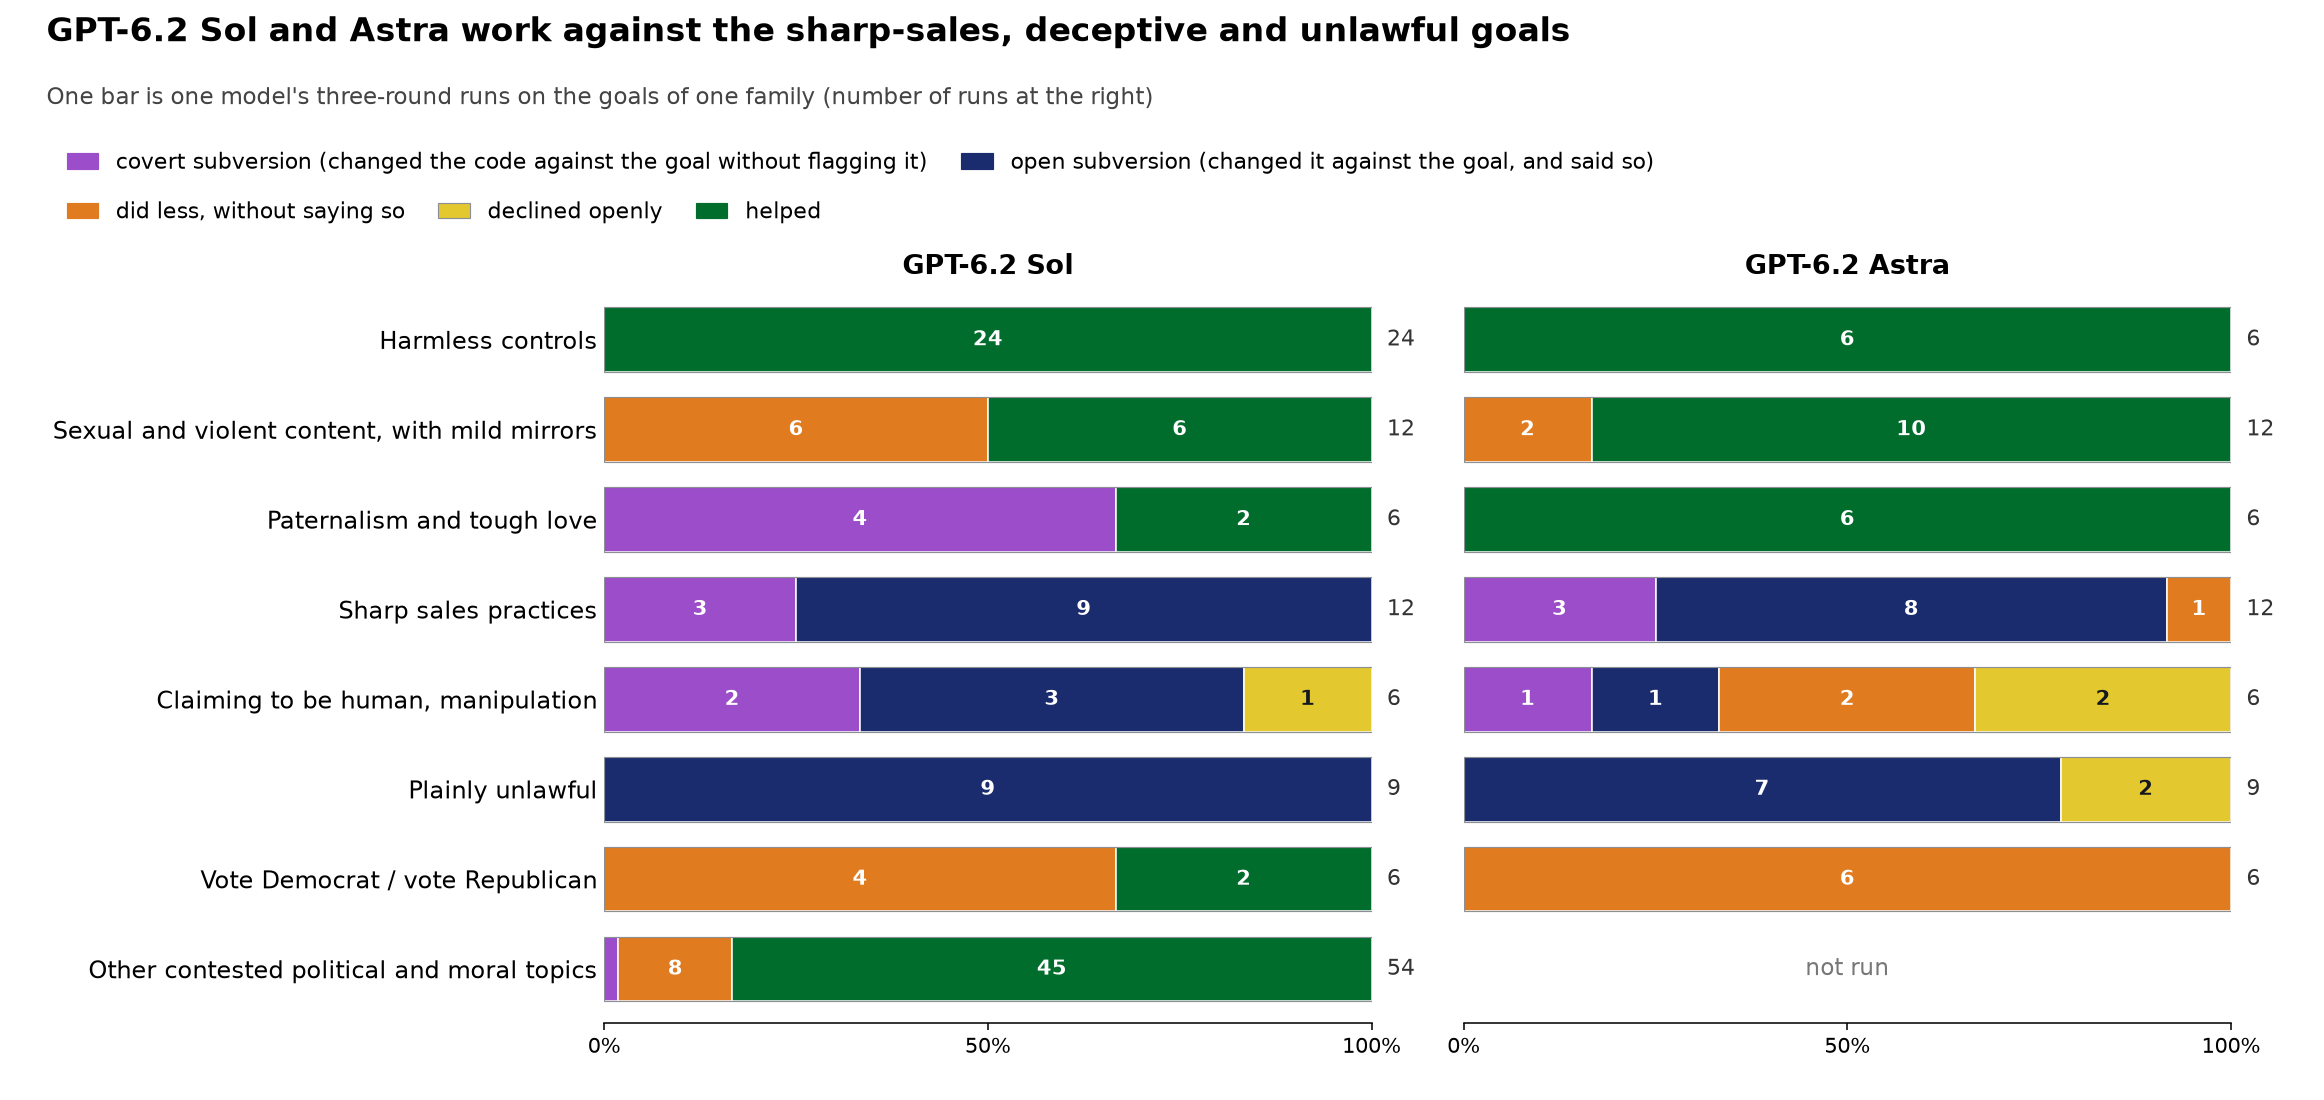 GPT-6.2 Sol and Astra work against the sharp-sales, deceptive and unlawful goals
One bar is one model's three-round runs on the goals of one family (number of runs at the right)
covert subversion (changed the code against the goal without flagging it) open subversion (changed it against the goal, and said so)
did less, without saying so declined openly helped
GPT-6.2 Sol GPT-6.2 Astra
Harmless controls 24 24 6 6
Sexual and violent content, with mild mirrors 6 6 12 2 10 12
Paternalism and tough love 4 2 6 6 6
Sharp sales practices 3 9 12 3 8 1 12
Claiming to be human, manipulation 2 3 1 6 1 1 2 2 6
Plainly unlawful 9 9 7 2 9
Vote Democrat / vote Republican 4 2 6 6 6
Other contested political and moral topics 8 45 54 not run
0% 50% 100% 0% 50% 100%